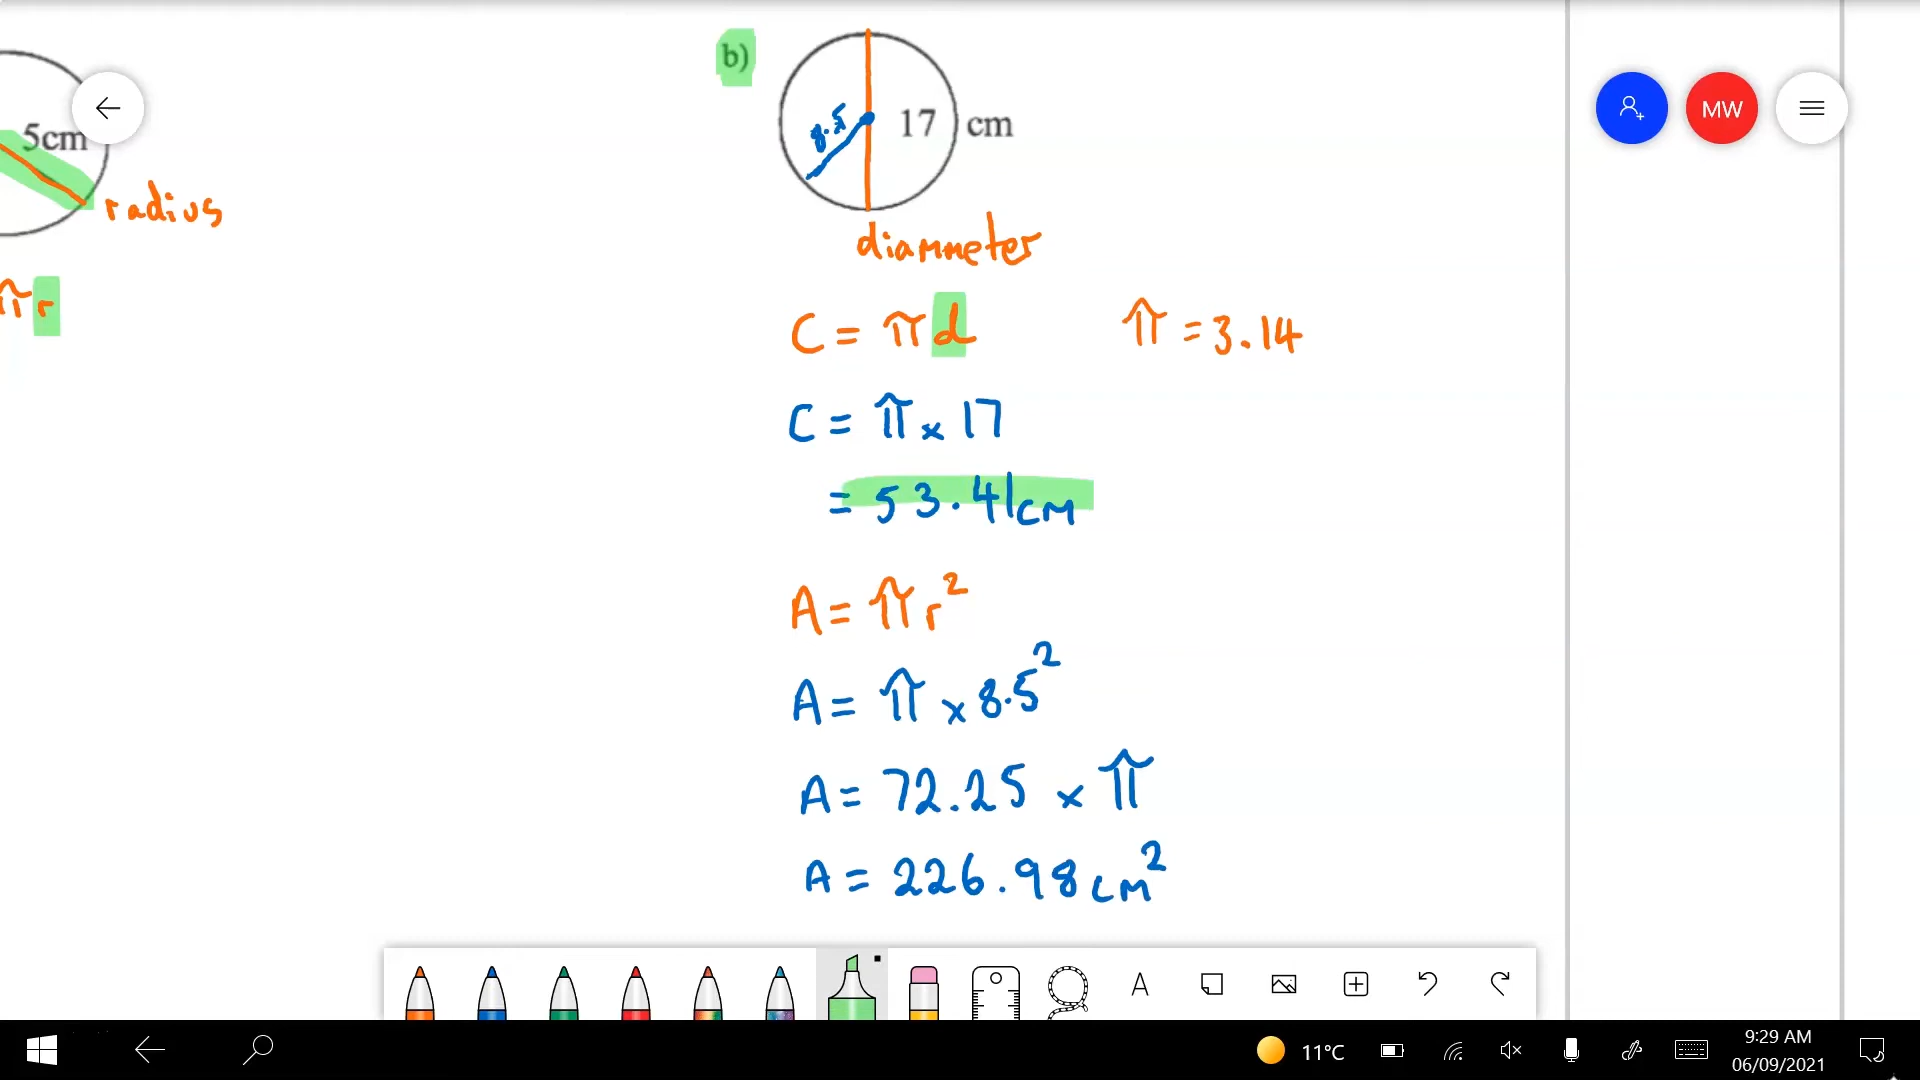 5cm
radius
πr
b)
8.5
17 cm
diammeter
C = πd
π = 3.14
C = π × 17
= 53.41cm
A = πr²
A = π × 8.5²
A = 72.25 × π
A = 226.98cm²
MW
A
11°C
9:29 AM
06/09/2021